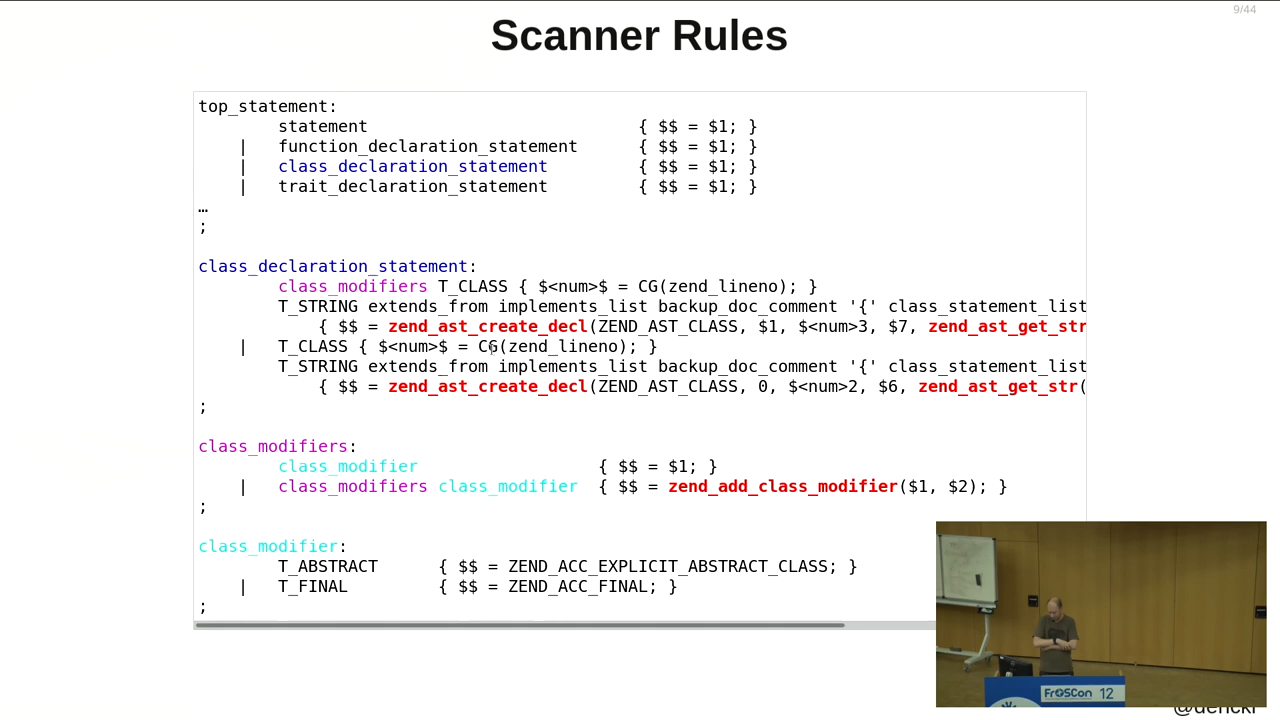 9/44
Scanner Rules
top_statement:
statement { $$ = $1; }
| function_declaration_statement { $$ = $1; }
| class_declaration_statement { $$ = $1; }
| trait_declaration_statement { $$ = $1; }
…
;
class_declaration_statement:
class_modifiers T_CLASS { $<num>$ = CG(zend_lineno); }
T_STRING extends_from implements_list backup_doc_comment '{' class_statement_list
{ $$ = zend_ast_create_decl(ZEND_AST_CLASS, $1, $<num>3, $7, zend_ast_get_str
| T_CLASS { $<num>$ = CG(zend_lineno); }
T_STRING extends_from implements_list backup_doc_comment '{' class_statement_list
{ $$ = zend_ast_create_decl(ZEND_AST_CLASS, 0, $<num>2, $6, zend_ast_get_str(
;
class_modifiers:
class_modifier { $$ = $1; }
| class_modifiers class_modifier { $$ = zend_add_class_modifier($1, $2); }
;
class_modifier:
T_ABSTRACT { $$ = ZEND_ACC_EXPLICIT_ABSTRACT_CLASS; }
| T_FINAL { $$ = ZEND_ACC_FINAL; }
;
FrOSCon 12